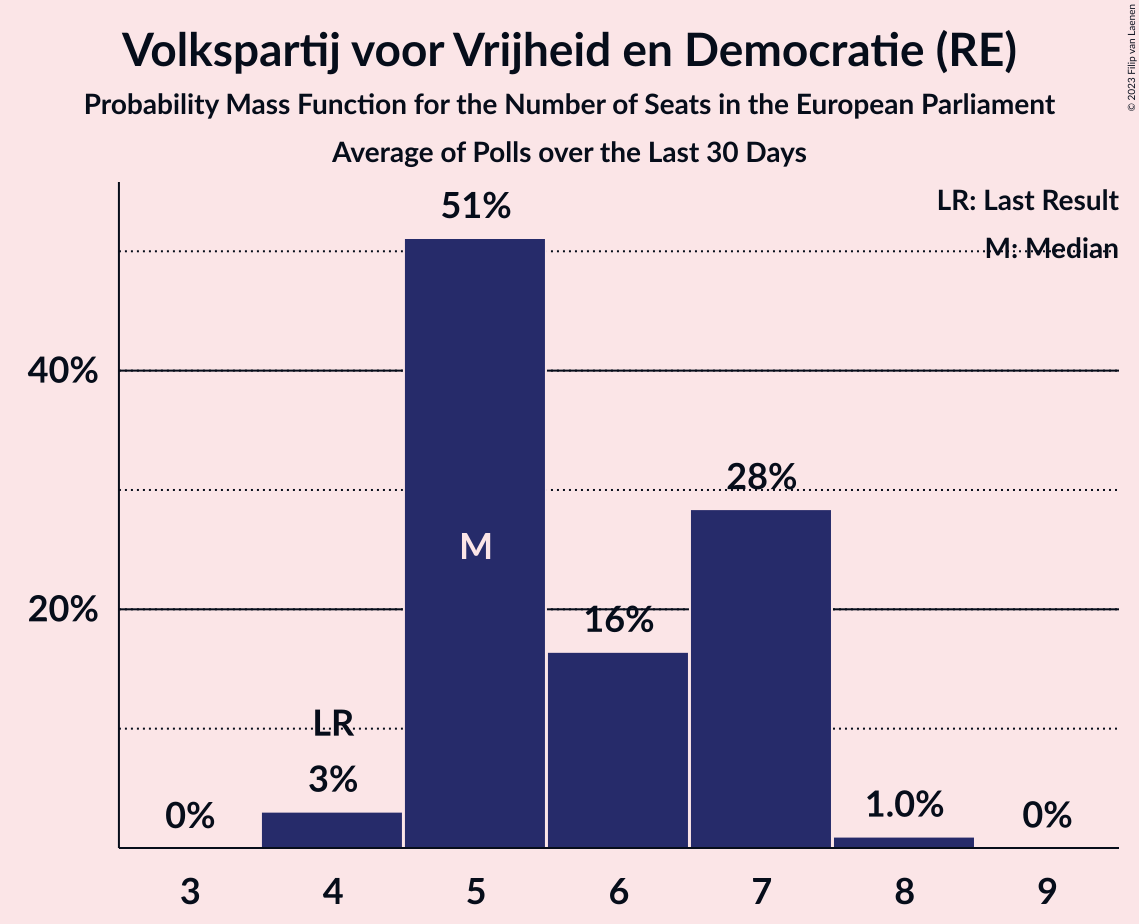 Volkspartij voor Vrijheid en Democratie (RE)
Probability Mass Function for the Number of Seats in the European Parliament
Average of Polls over the Last 30 Days
© 2023 Filip van Laenen
LR: Last Result
M: Median
51%
40%
28%
M
20%
16%
LR
3%
0%
1.0%
0%
3 4 5 6 7 8 9